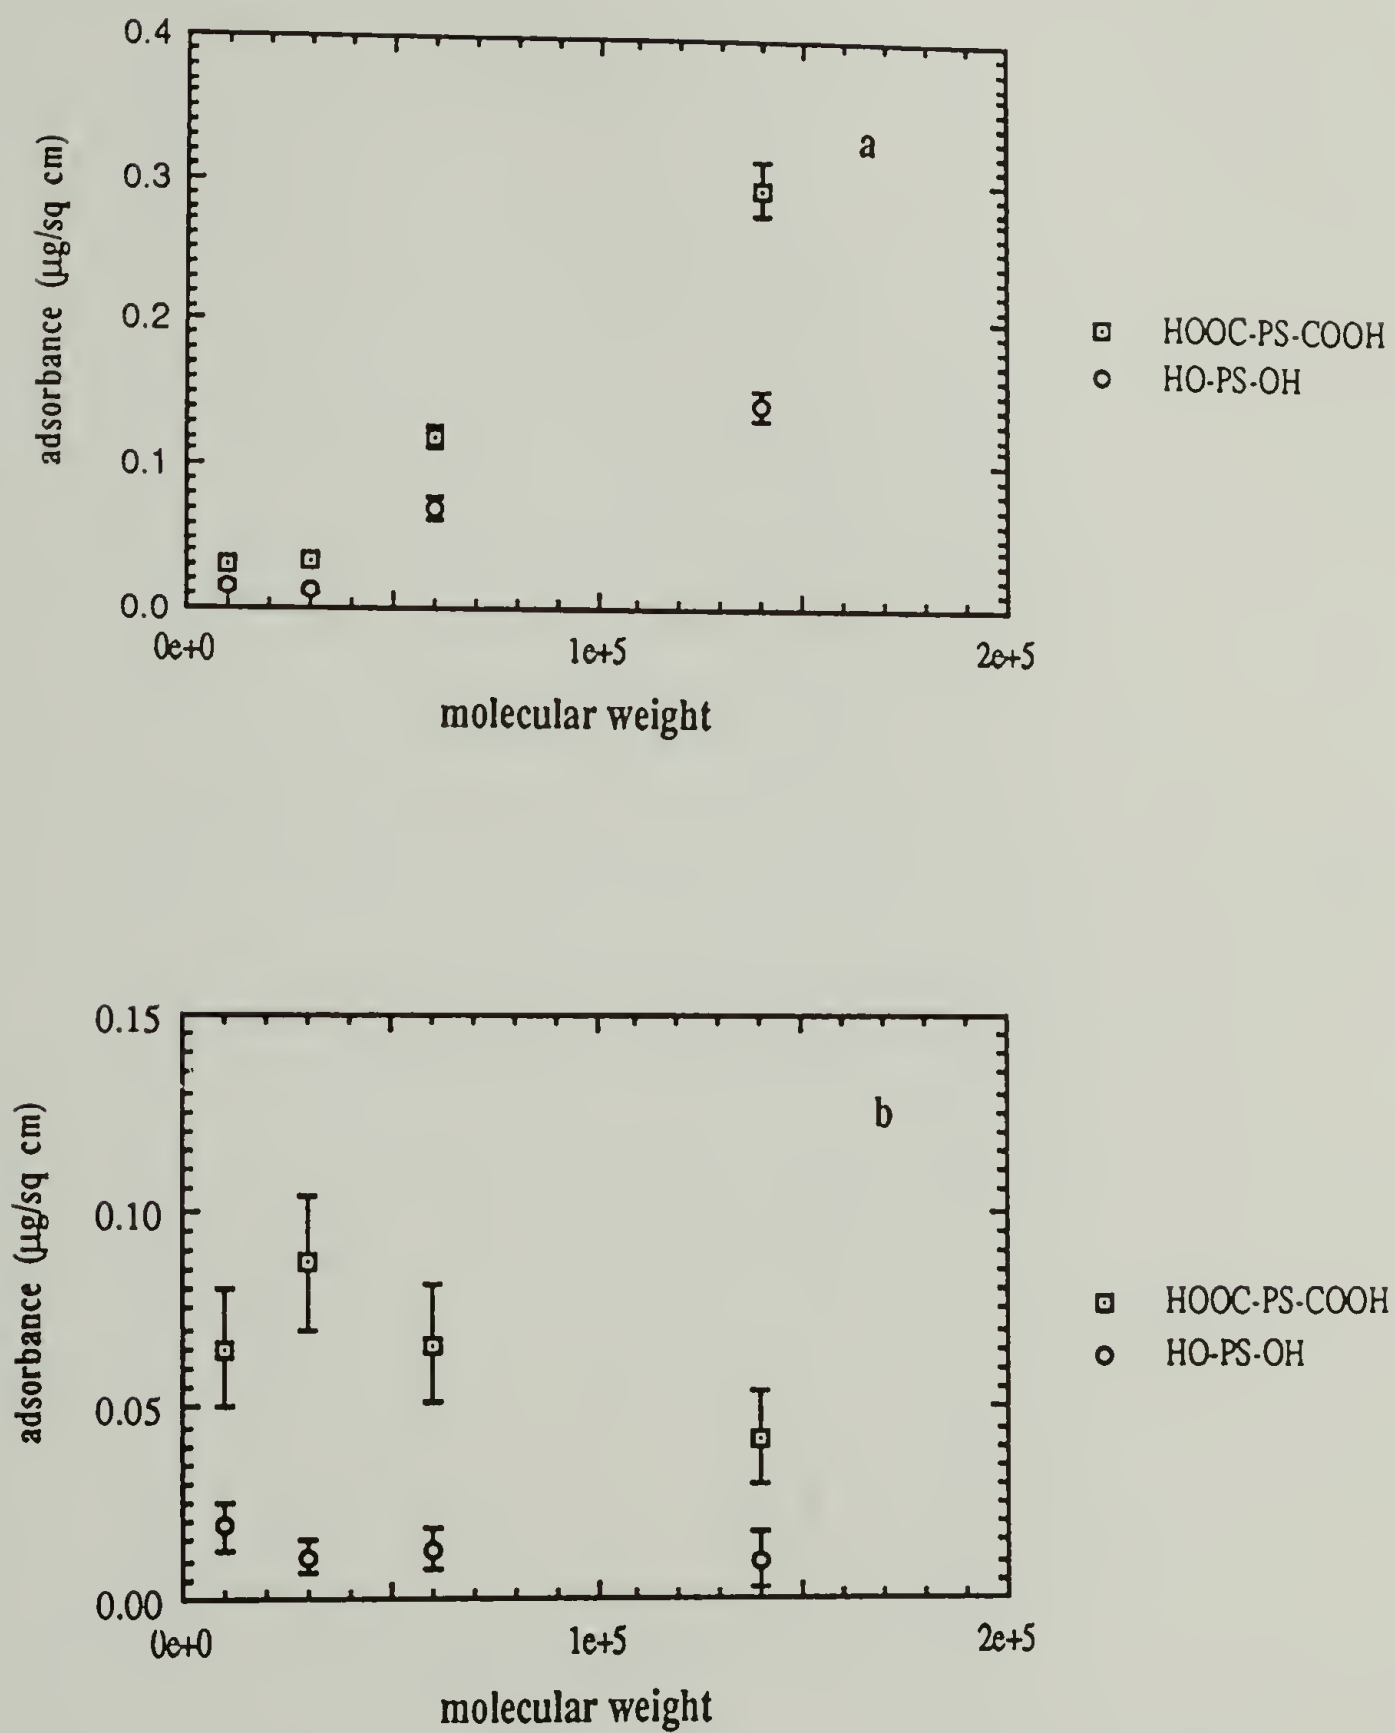 0.4
a
0.3
adsorbance (μg/sq cm)
0.2
HOOC-PS-COOH
HO-PS-OH
0.1
0.0
0e+0 1e+5 2e+5
molecular weight
0.15
b
0.10
adsorbance (μg/sq cm)
HOOC-PS-COOH
HO-PS-OH
0.05
0.00
0e+0 1e+5 2e+5
molecular weight